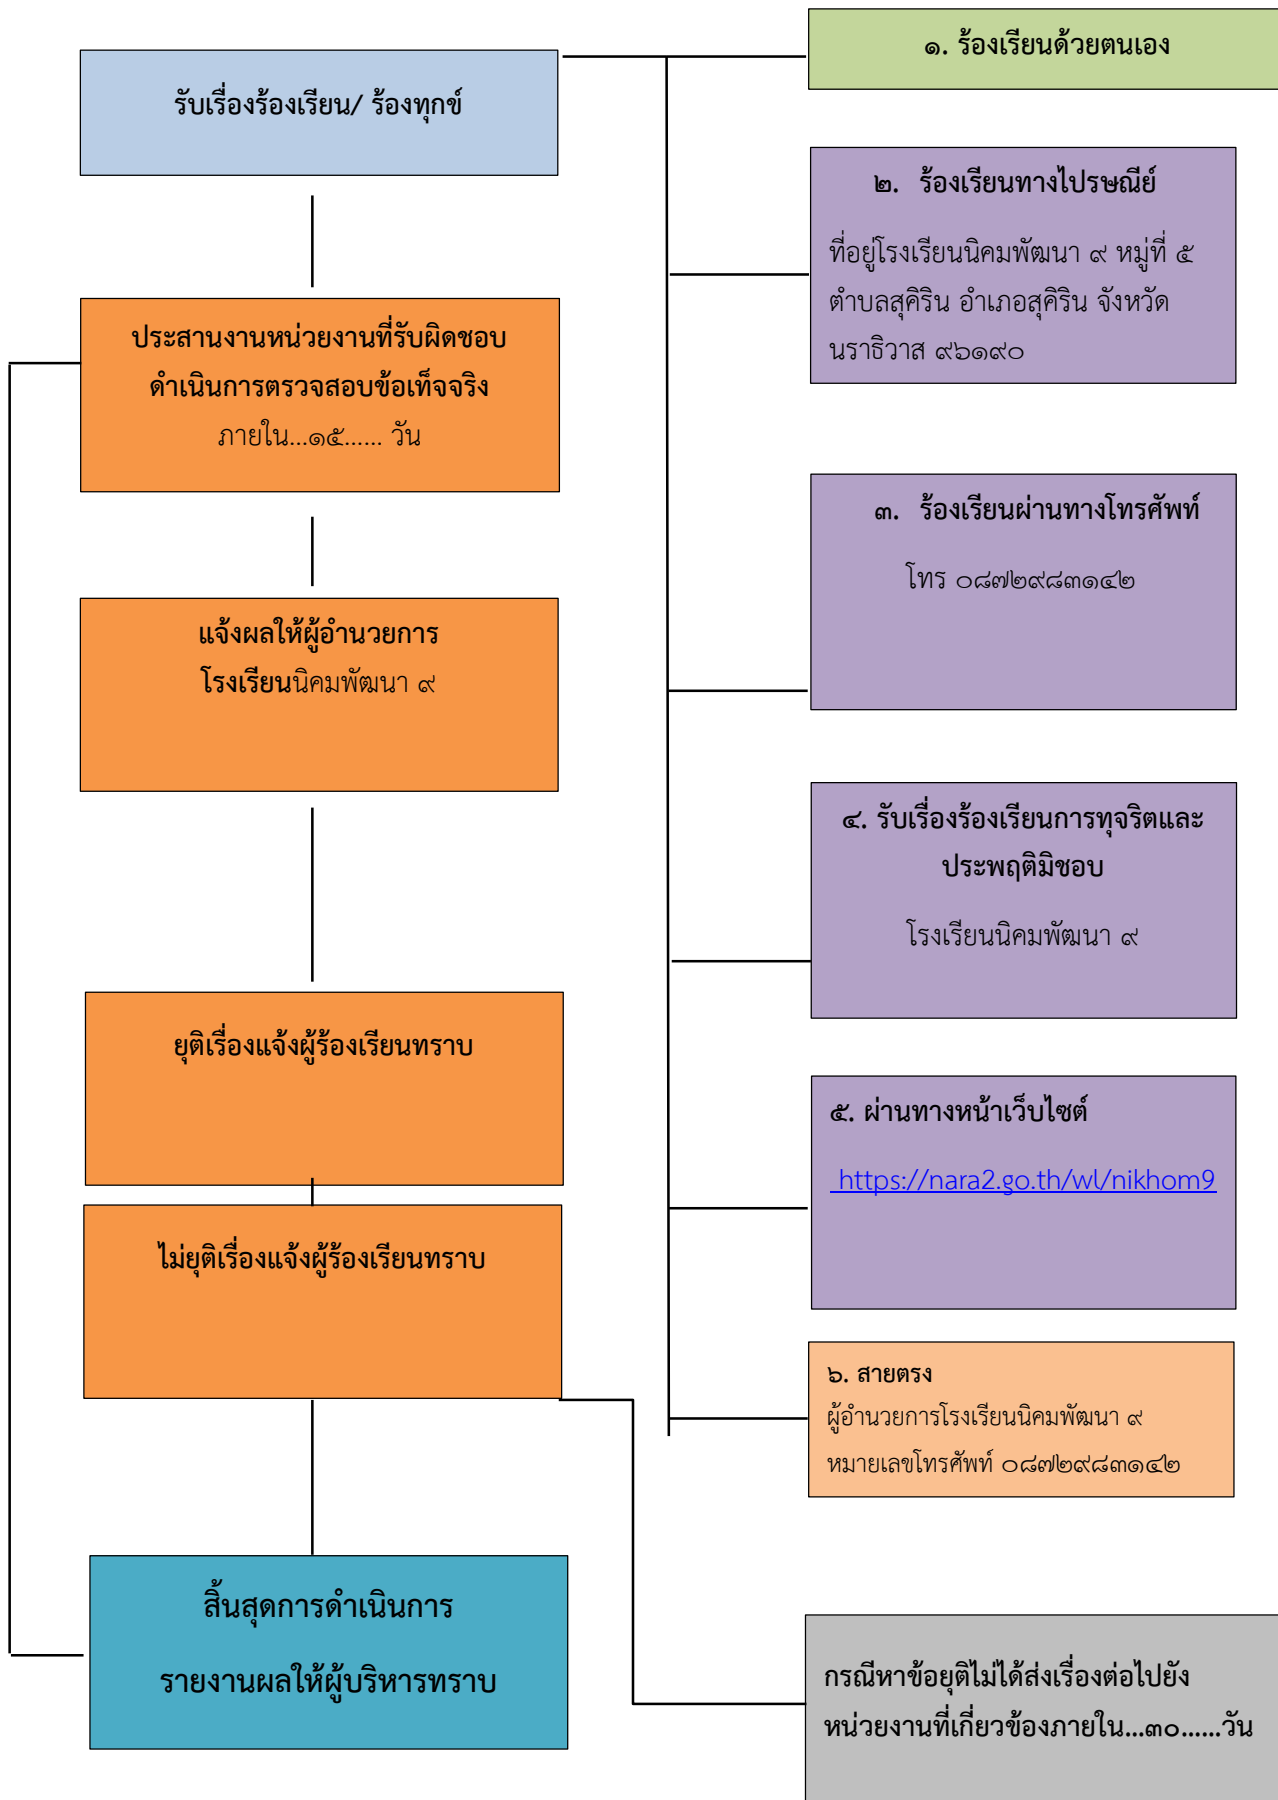 รับเรื่องร้องเรียน/ ร้องทุกข์
ประสานงานหน่วยงานที่รับผิดชอบ
ดำเนินการตรวจสอบข้อเท็จจริง
ภายใน...๑๕...... วัน
แจ้งผลให้ผู้อำนวยการ
โรงเรียนนิคมพัฒนา ๙
ยุติเรื่องแจ้งผู้ร้องเรียนทราบ
ไม่ยุติเรื่องแจ้งผู้ร้องเรียนทราบ
สิ้นสุดการดำเนินการ
รายงานผลให้ผู้บริหารทราบ
๑. ร้องเรียนด้วยตนเอง
๒. ร้องเรียนทางไปรษณีย์
ที่อยู่โรงเรียนนิคมพัฒนา ๙ หมู่ที่ ๕
ตำบลสุคิริน อำเภอสุคิริน จังหวัด
นราธิวาส ๙๖๑๙๐
๓. ร้องเรียนผ่านทางโทรศัพท์
โทร ๐๘๗๒๙๘๓๑๔๒
๔. รับเรื่องร้องเรียนการทุจริตและ
ประพฤติมิชอบ
โรงเรียนนิคมพัฒนา ๙
๕. ผ่านทางหน้าเว็บไซต์
https://nara2.go.th/wl/nikhom9
๖. สายตรง
ผู้อำนวยการโรงเรียนนิคมพัฒนา ๙
หมายเลขโทรศัพท์ ๐๘๗๒๙๘๓๑๔๒
กรณีหาข้อยุติไม่ได้ส่งเรื่องต่อไปยัง
หน่วยงานที่เกี่ยวข้องภายใน...๓๐......วัน